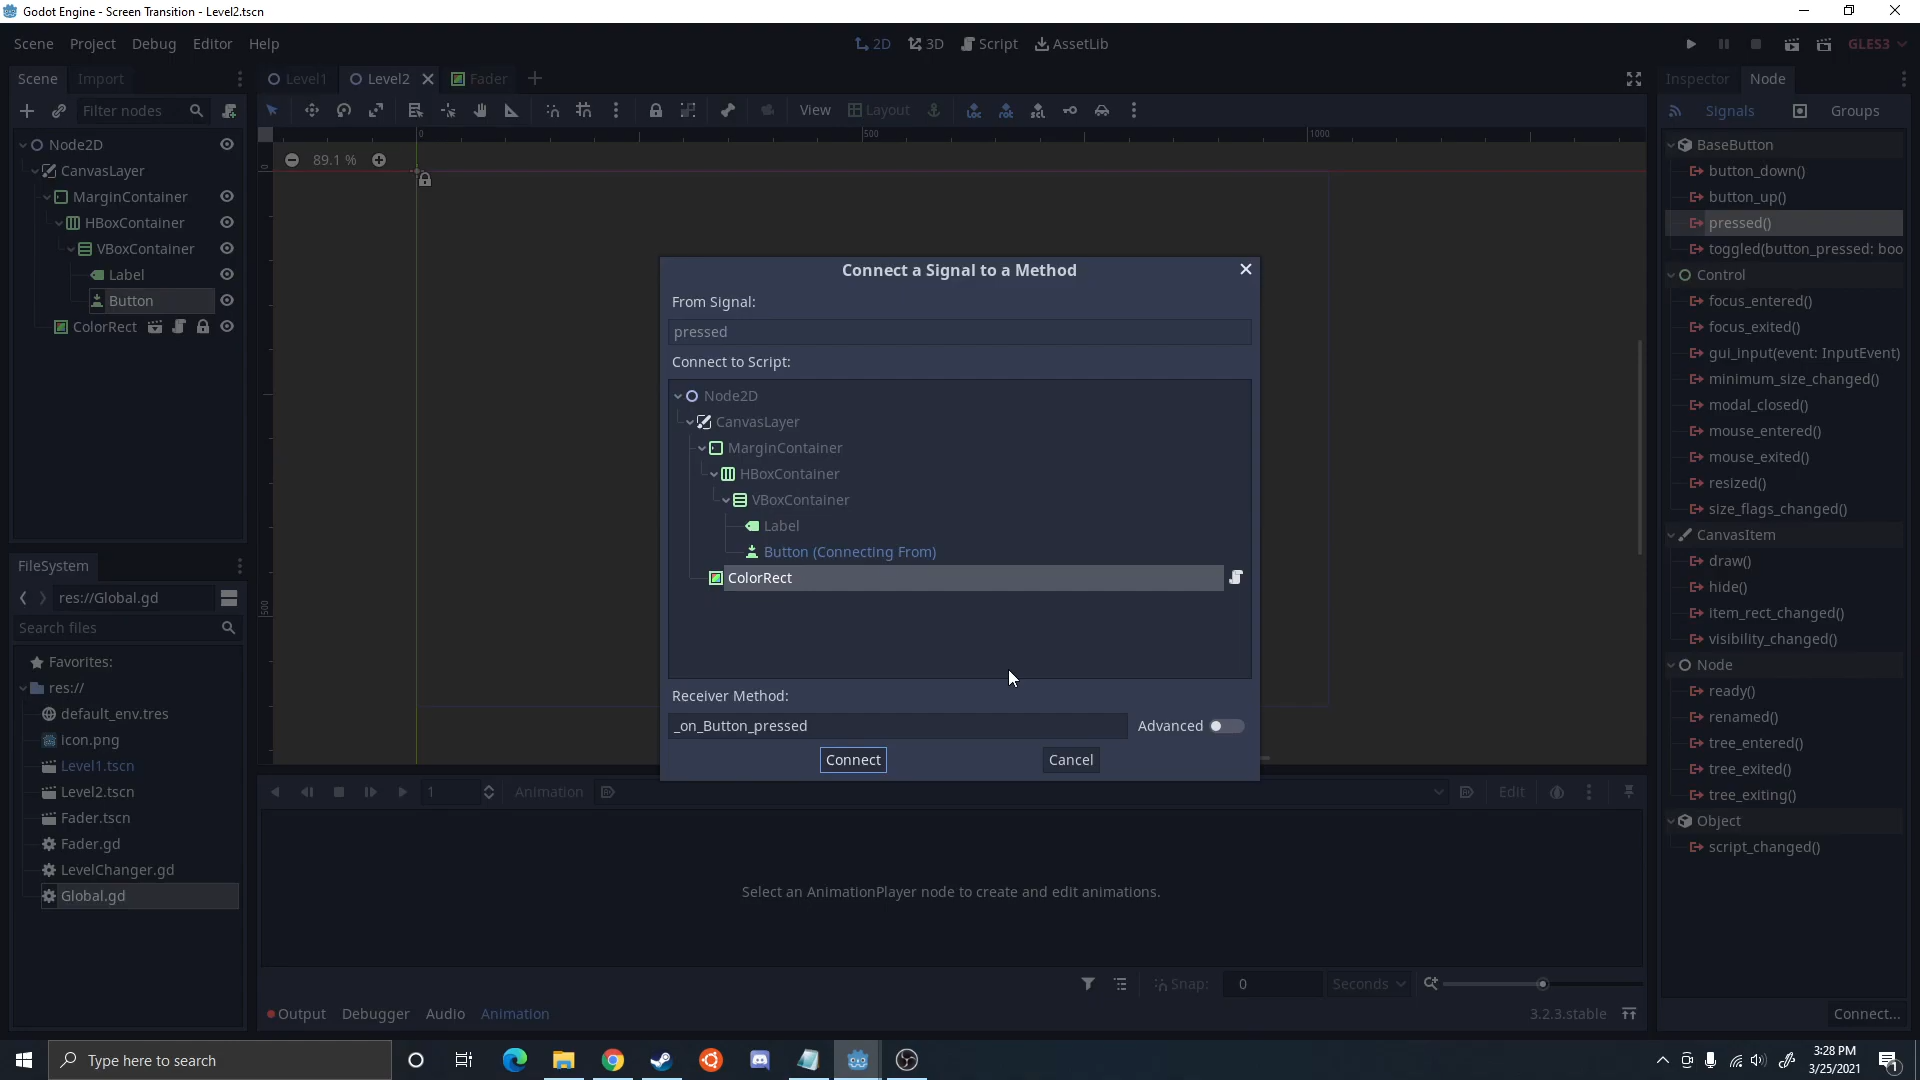 Godot Engine - Screen Transition - Level2.tscn
Scene Project Debug Editor Help
2D 3D Script AssetLib
GLES3
Scene Import
Level1 Level2 Fader
Inspector Node
Filter nodes
View Layout
Signals Groups
Node2D
CanvasLayer
MarginContainer
HBoxContainer
VBoxContainer
Label
Button
ColorRect
0 500 1000
0
500
89.1 %
Connect a Signal to a Method
From Signal:
pressed
Connect to Script:
Node2D
CanvasLayer
MarginContainer
HBoxContainer
VBoxContainer
Label
Button (Connecting From)
ColorRect
Receiver Method:
_on_Button_pressed Advanced
Connect Cancel
BaseButton
button_down()
button_up()
pressed()
toggled(button_pressed: boo
Control
focus_entered()
focus_exited()
gui_input(event: InputEvent)
minimum_size_changed()
modal_closed()
mouse_entered()
mouse_exited()
resized()
size_flags_changed()
CanvasItem
draw()
hide()
item_rect_changed()
visibility_changed()
Node
ready()
renamed()
tree_entered()
tree_exited()
tree_exiting()
Object
script_changed()
Connect...
FileSystem
res://Global.gd
Search files
Favorites:
res://
default_env.tres
icon.png
Level1.tscn
Level2.tscn
Fader.tscn
Fader.gd
LevelChanger.gd
Global.gd
1 Animation Edit
Select an AnimationPlayer node to create and edit animations.
Snap: 0 Seconds
Output Debugger Audio Animation 3.2.3.stable
Type here to search
3:28 PM
3/25/2021
1